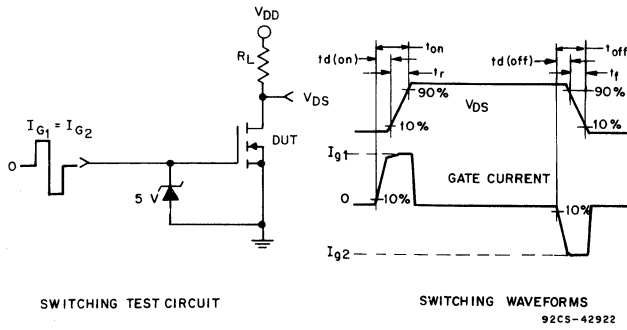 VDD
RL
VDS
IG1 = IG2
DUT
0
5 V
SWITCHING TEST CIRCUIT
ton
td(on)
tr
90%
VDS
10%
toff
td(off)
tf
90%
10%
Ig1
GATE CURRENT
0
10%
10%
Ig2
SWITCHING WAVEFORMS
92CS-42922